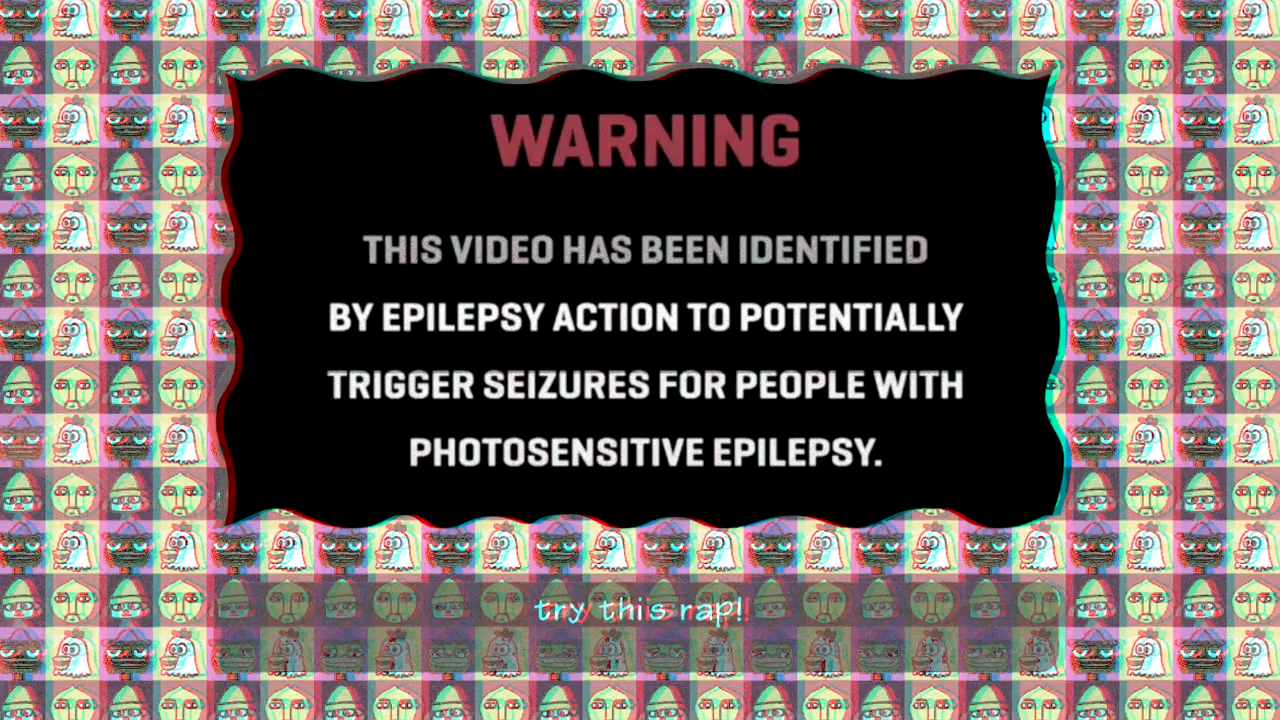 WARNING
THIS VIDEO HAS BEEN IDENTIFIED
BY EPILEPSY ACTION TO POTENTIALLY
TRIGGER SEIZURES FOR PEOPLE WITH
PHOTOSENSITIVE EPILEPSY.
try this rap!!